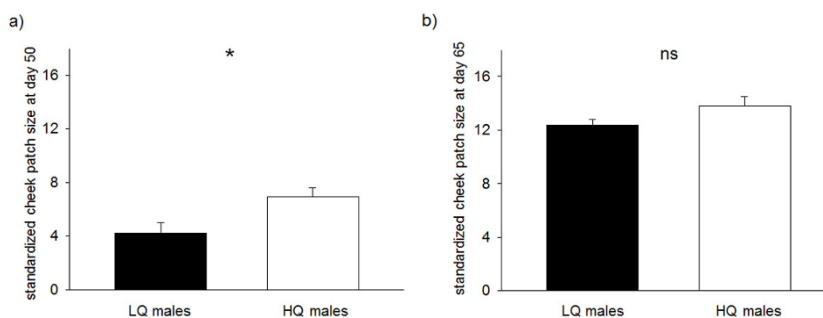 a)
standardized cheek patch size at day 50
16
12
8
4
0
*
LQ males
HQ males
b)
standardized cheek patch size at day 65
16
12
8
4
0
ns
LQ males
HQ males